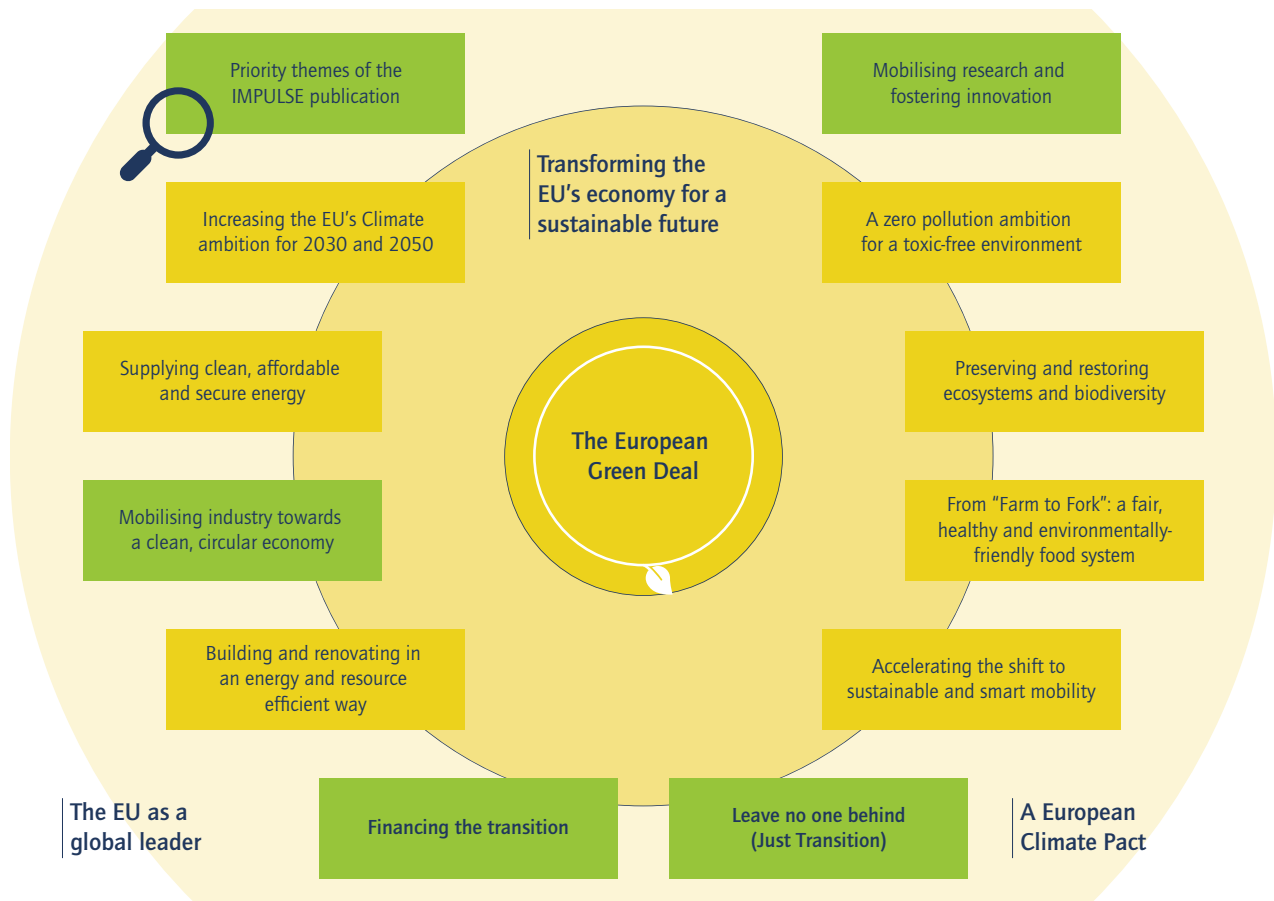 Priority themes of the
IMPULSE publication
Mobilising research and
fostering innovation
Transforming the
EU’s economy for a
sustainable future
Increasing the EU’s Climate
ambition for 2030 and 2050
A zero pollution ambition
for a toxic-free environment
Supplying clean, affordable
and secure energy
Preserving and restoring
ecosystems and biodiversity
The European
Green Deal
Mobilising industry towards
a clean, circular economy
From “Farm to Fork”: a fair,
healthy and environmentally-
friendly food system
Building and renovating in
an energy and resource
efficient way
Accelerating the shift to
sustainable and smart mobility
The EU as a
global leader
Financing the transition
Leave no one behind
(Just Transition)
A European
Climate Pact